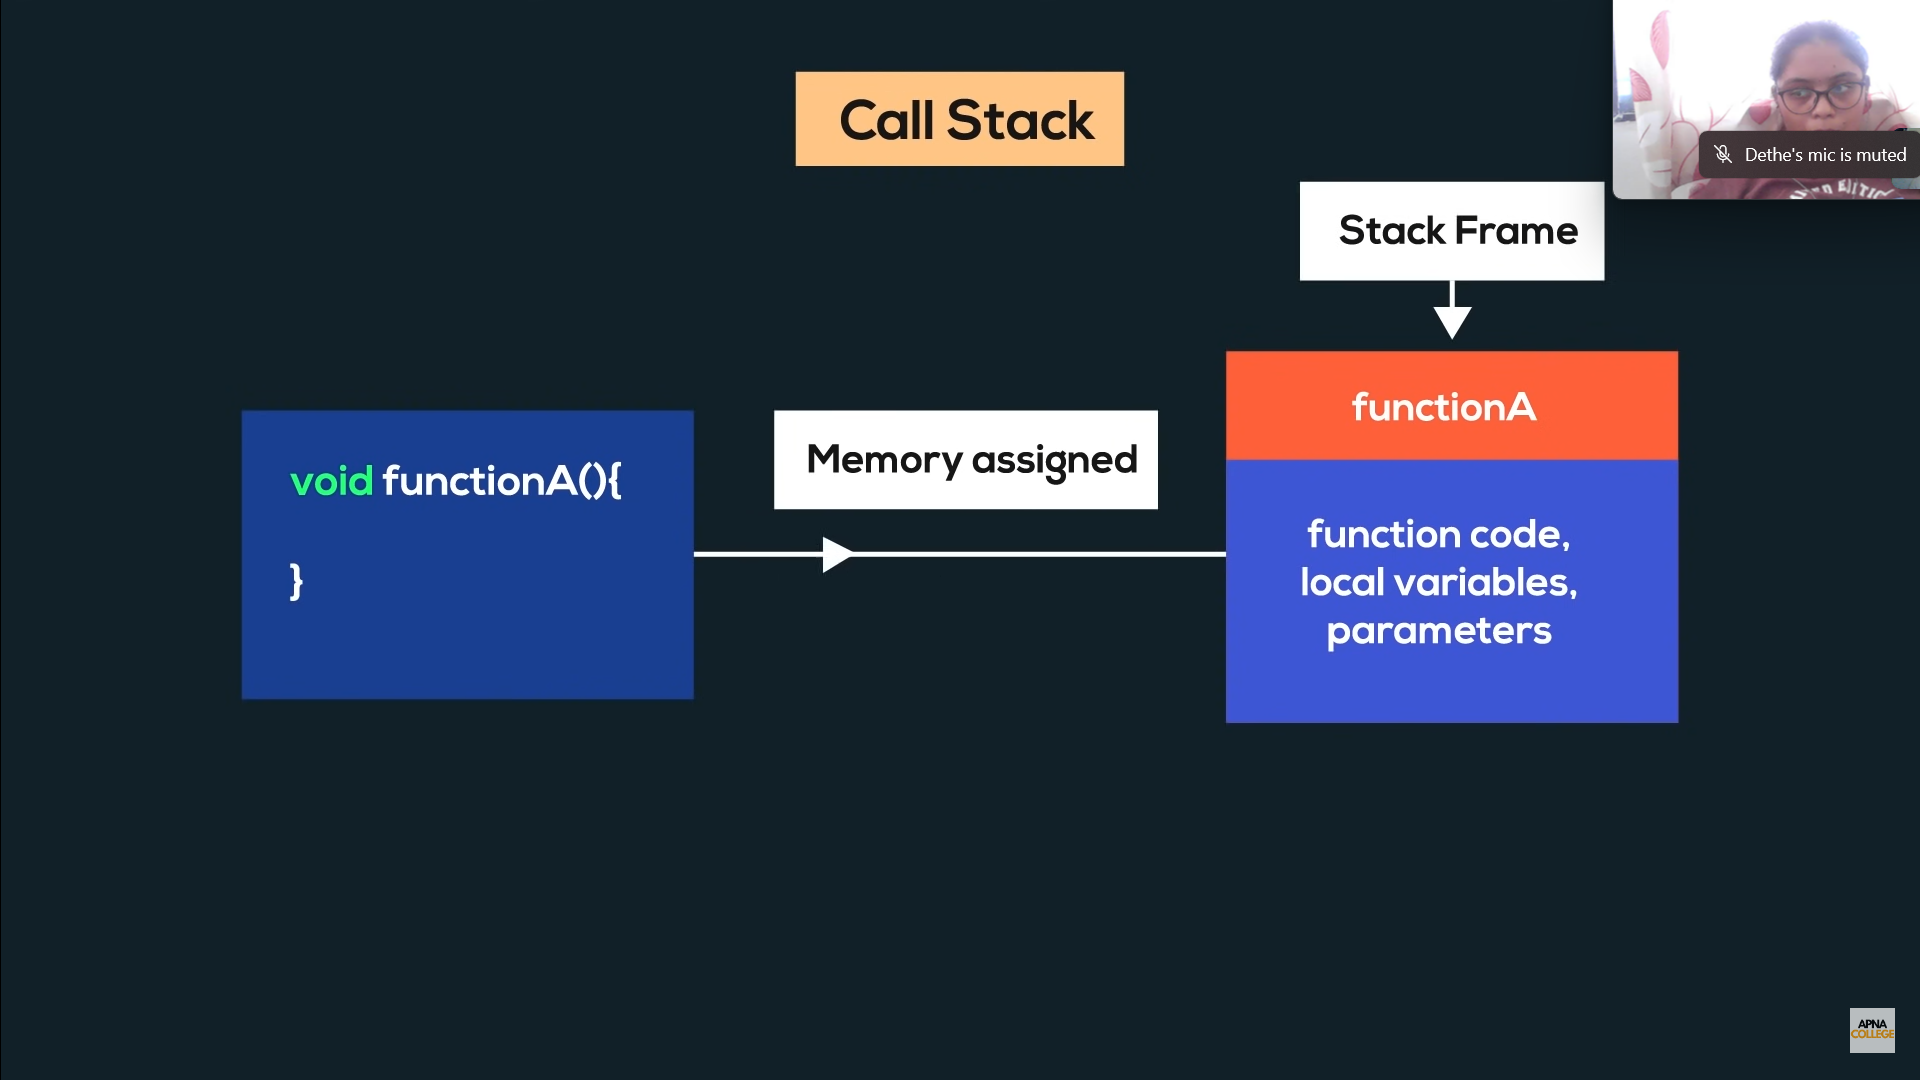 Call Stack
Dethe's mic is muted
Stack Frame
functionA
void functionA(){
}
Memory assigned
function code,
local variables,
parameters
APNA
COLLEGE